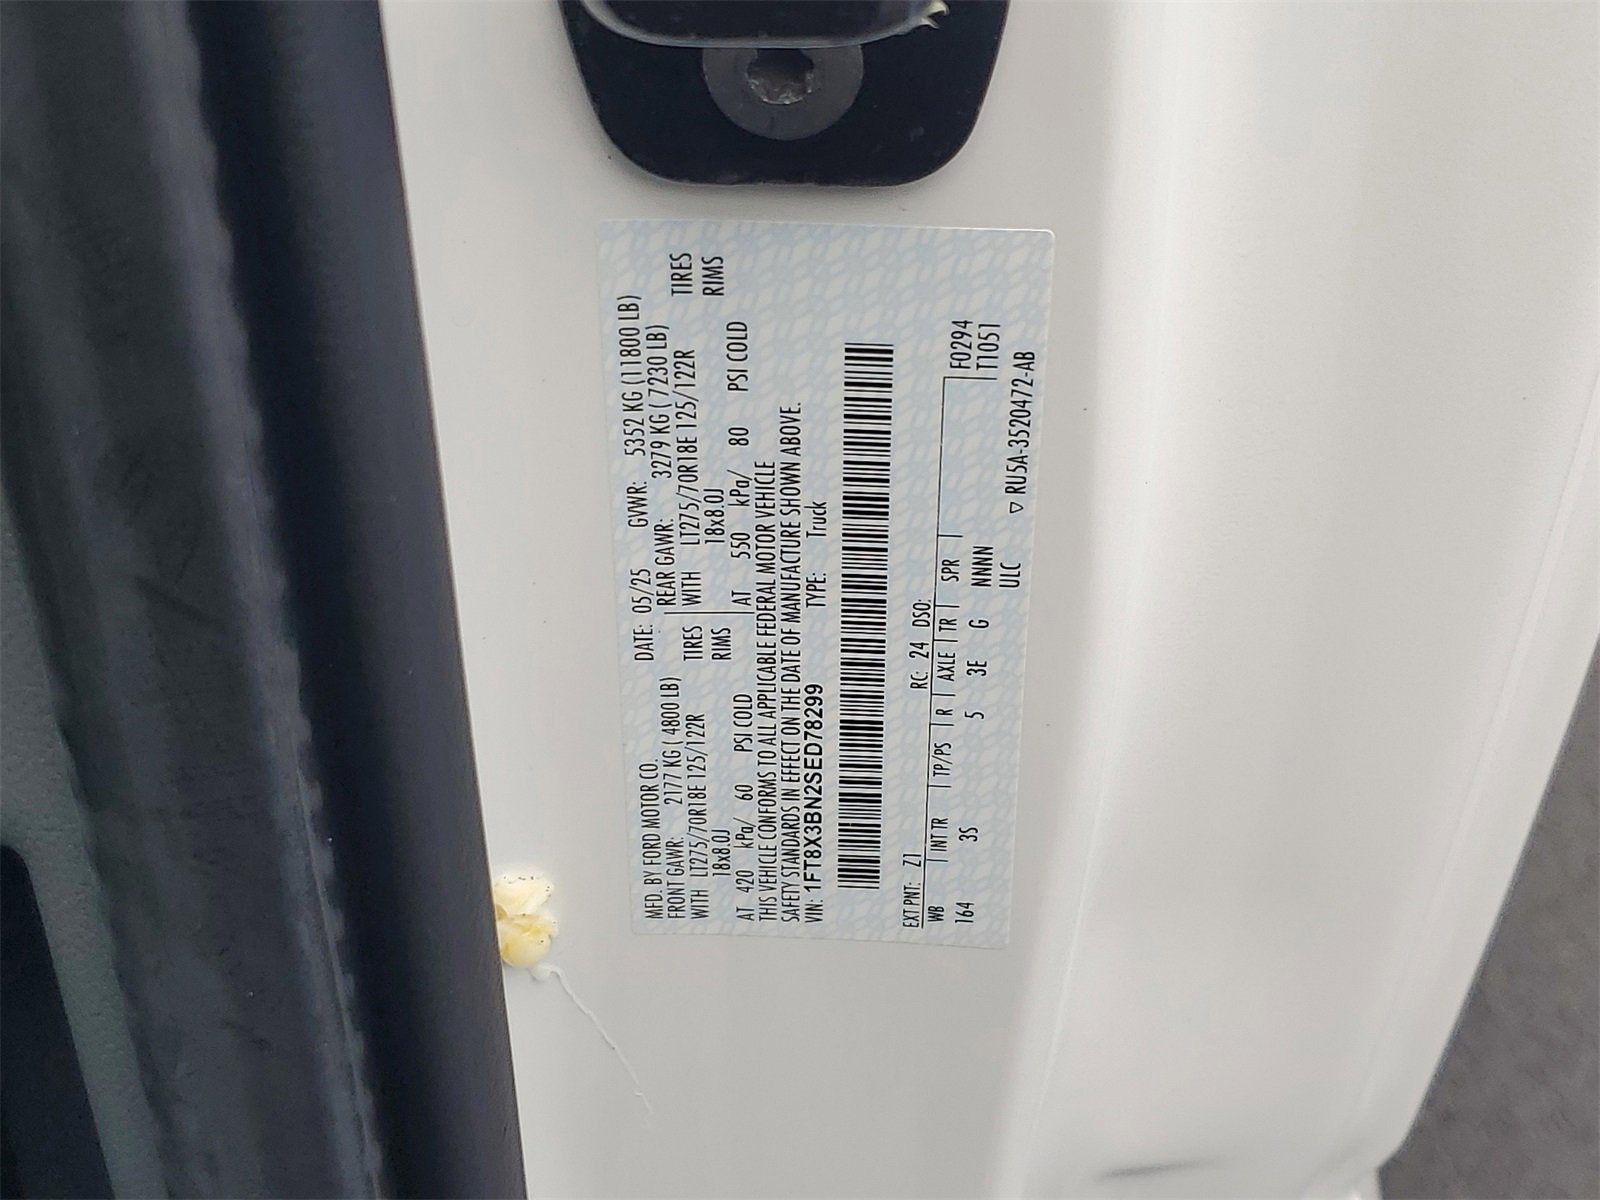 MFD. BY FORD MOTOR CO. DATE: 05/25 GVWR: 5352 KG (11800 LB)
FRONT GAWR: 2177 KG ( 4800 LB) REAR GAWR: 3279 KG ( 7230 LB)
WITH LT275/70R18E 125/122R TIRES WITH LT275/70R18E 125/122R TIRES
18x8.0J RIMS 18x8.0J RIMS
AT 420 kPa/ 60 PSI COLD AT 550 kPa/ 80 PSI COLD
THIS VEHICLE CONFORMS TO ALL APPLICABLE FEDERAL MOTOR VEHICLE
SAFETY STANDARDS IN EFFECT ON THE DATE OF MANUFACTURE SHOWN ABOVE.
VIN: 1FT8X3BN2SED78299 TYPE: Truck
EXT PNT: Z1 RC: 24 DSO:
WB | INT TR | TP/PS | R | AXLE | TR | SPR | F0294
164 3S 5 3E G NNNN T1051
ULC
▽ RU5A-3520472-AB